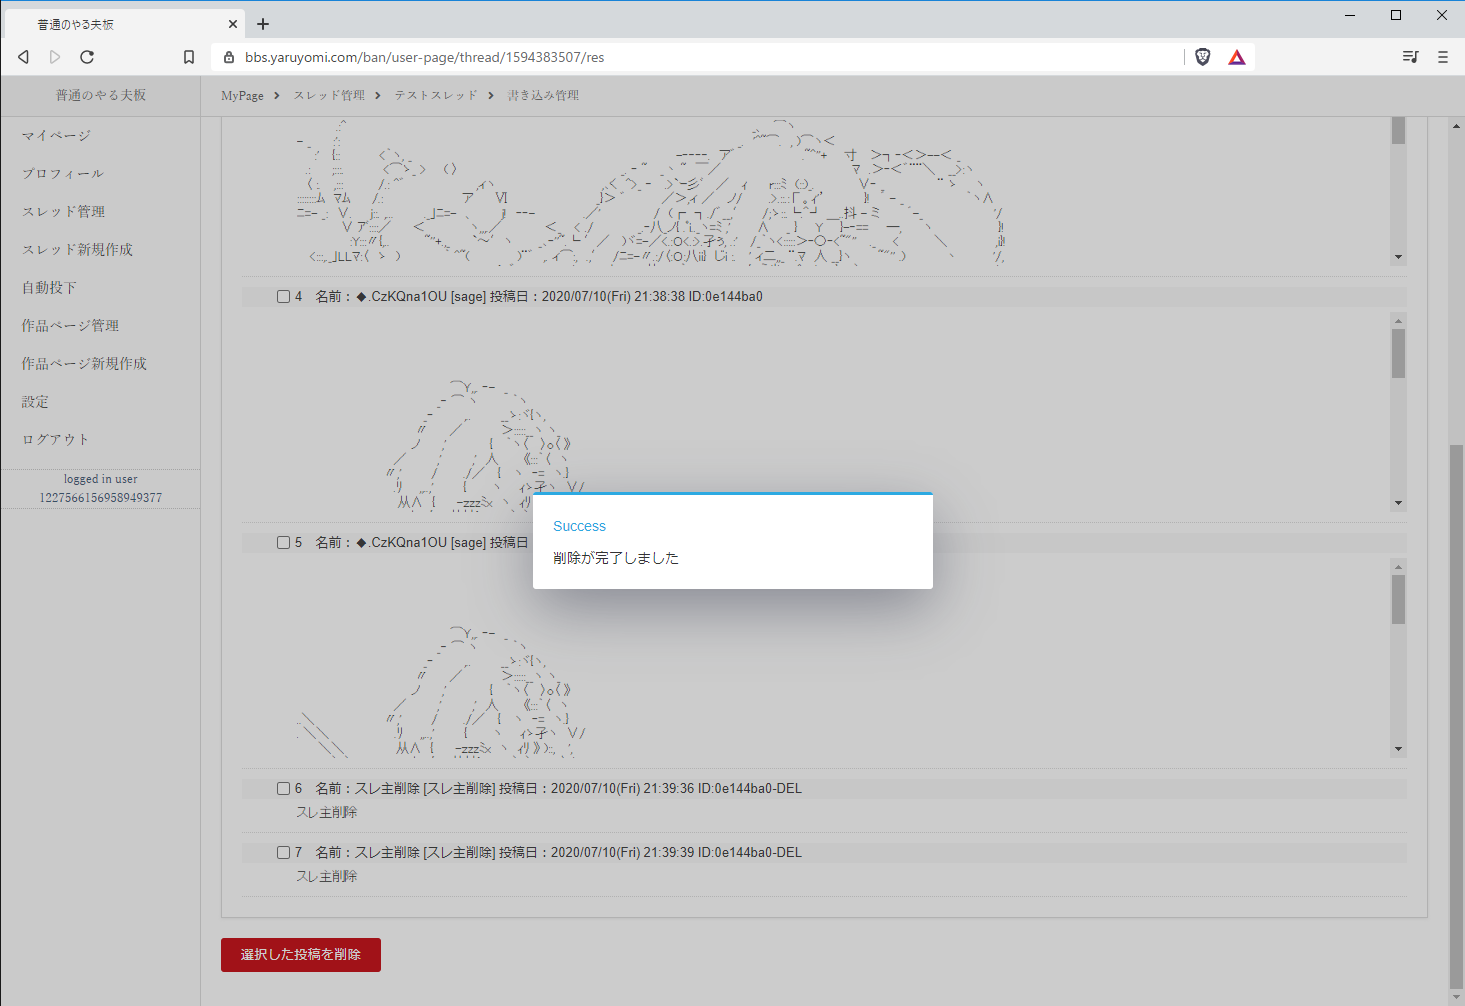 普通のやる夫板
bbs.yaruyomi.com/ban/user-page/thread/1594383507/res
普通のやる夫板
MyPage > スレッド管理 > テストスレッド > 書き込み管理
マイページ
プロフィール
スレッド管理
スレッド新規作成
自動投下
作品ページ管理
作品ページ新規作成
設定
ログアウト
logged in user
1227566156958949377
4 名前：◆.CzKQna1OU [sage] 投稿日：2020/07/10(Fri) 21:38:38 ID:0e144ba0
5 名前：◆.CzKQna1OU [sage] 投稿日
Success
削除が完了しました
6 名前：スレ主削除 [スレ主削除] 投稿日：2020/07/10(Fri) 21:39:36 ID:0e144ba0-DEL
スレ主削除
7 名前：スレ主削除 [スレ主削除] 投稿日：2020/07/10(Fri) 21:39:39 ID:0e144ba0-DEL
スレ主削除
選択した投稿を削除